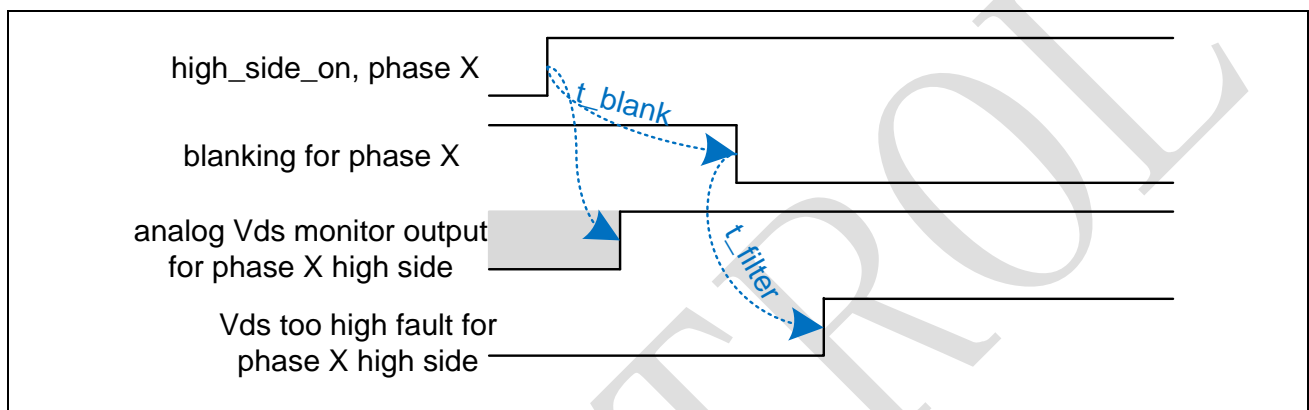 high_side_on, phase X
t_blank
blanking for phase X
analog Vds monitor output
for phase X high side
t_filter
Vds too high fault for
phase X high side
TROL